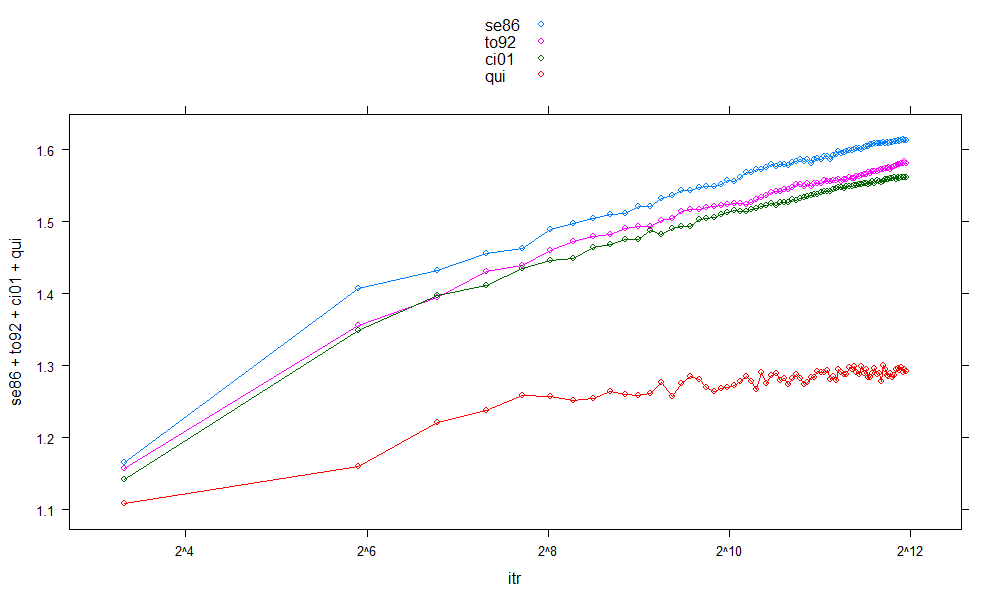 se86
to92
ci01
qui
se86 + to92 + ci01 + qui
1.6
1.5
1.4
1.3
1.2
1.1
2^4 2^6 2^8 2^10 2^12
itr